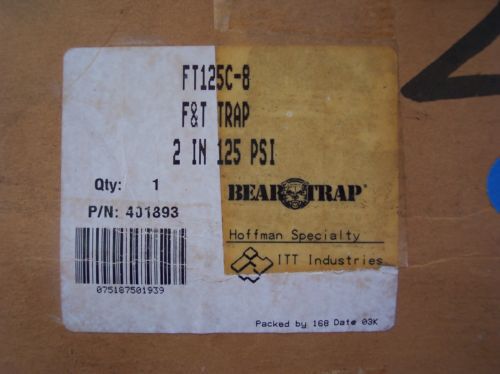 FT125C-8
F&T TRAP
2 IN 125 PSI
Qty: 1
BEAR TRAP®
P/N: 401893
Hoffman Specialty
ITT Industries
075187501939
Packed by 168 Date 03K